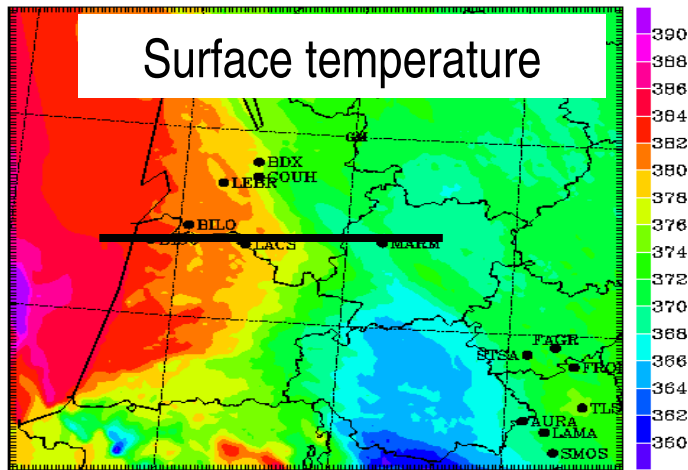 Surface temperature
390
388
386
384
382
380
378
376
374
372
370
368
366
364
362
360
BDX
COUH
LEBR
BILO
LACS
MARM
FAGR
STSA
TLS
AURA
LAMA
SMOS